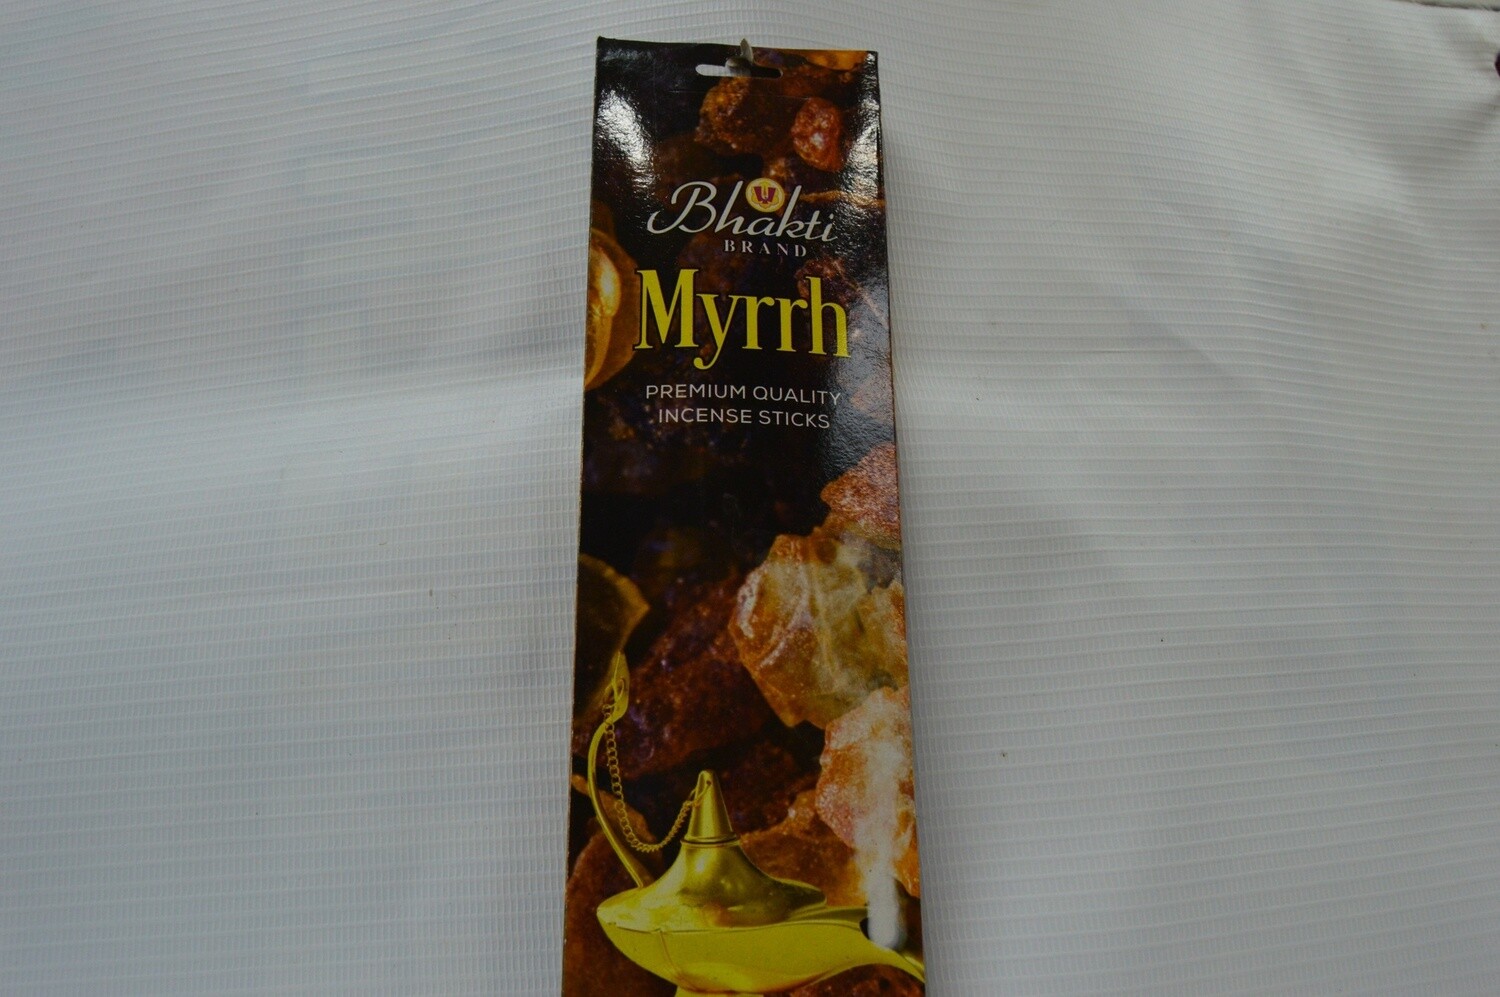 Bhakti
BRAND
Myrrh
PREMIUM QUALITY
INCENSE STICKS